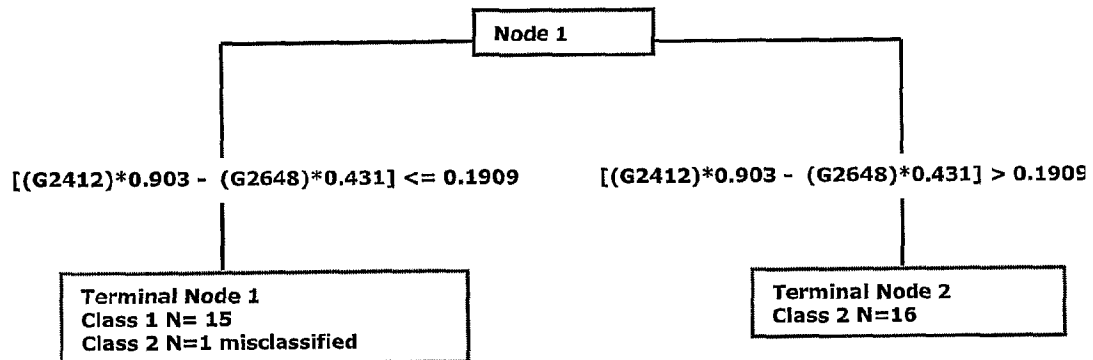 Node 1
[(G2412)*0.903 - (G2648)*0.431] <= 0.1909
[(G2412)*0.903 - (G2648)*0.431] > 0.1909
Terminal Node 1
Class 1 N= 15
Class 2 N=1 misclassified
Terminal Node 2
Class 2 N=16